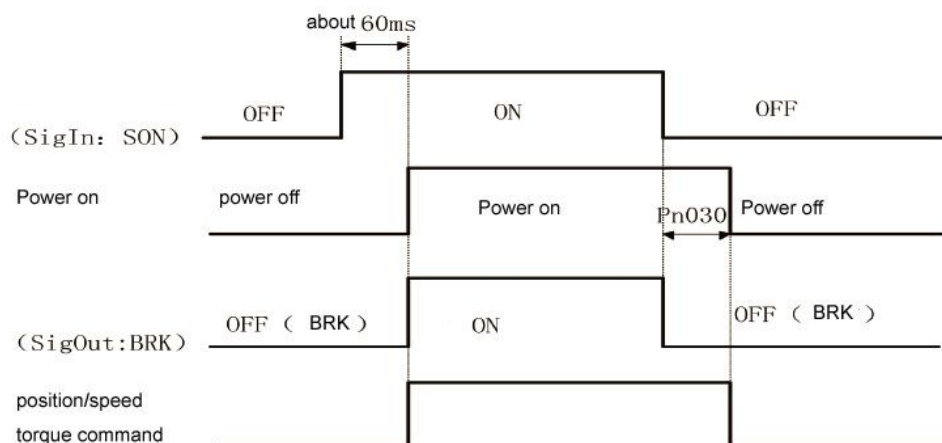 about 60ms
OFF ON OFF
(SigIn: SON)
Power on power off Power on Pn030 Power off
OFF ( BRK ) ON OFF ( BRK )
(SigOut:BRK)
position/speed
torque command